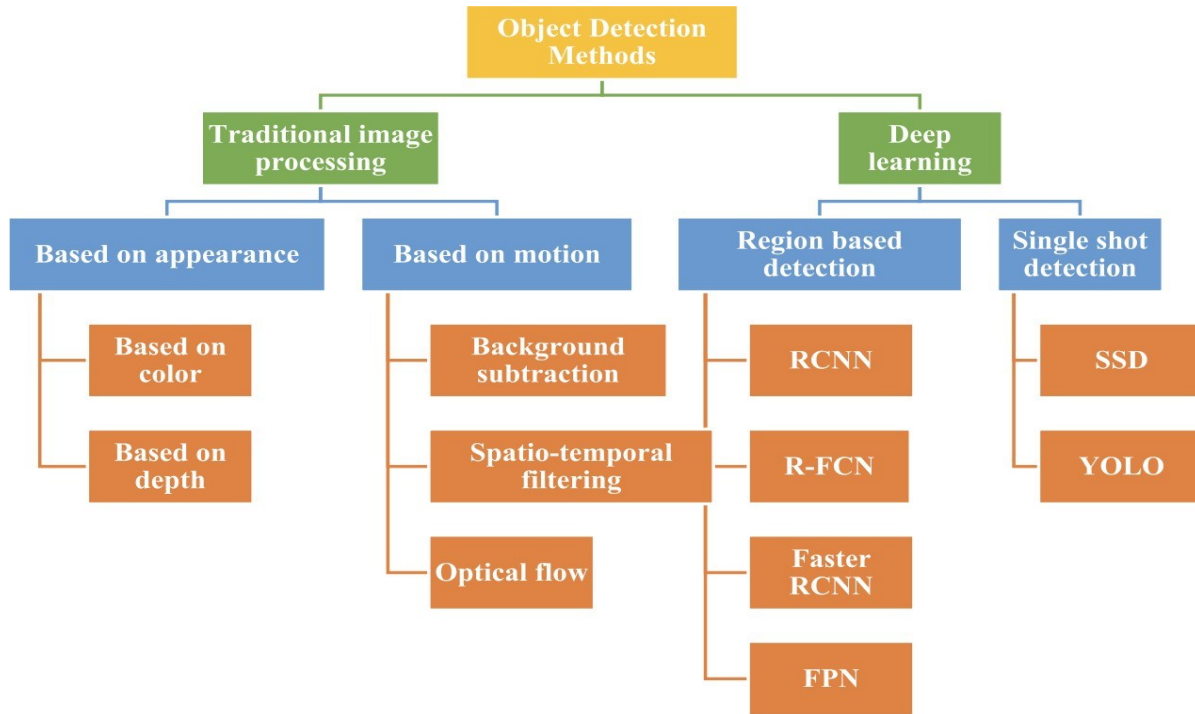 Object Detection
Methods
Traditional image
processing
Deep
learning
Based on appearance
Based on motion
Region based
detection
Single shot
detection
Based on
color
Background
subtraction
RCNN
SSD
Based on
depth
Spatio-temporal
filtering
R-FCN
YOLO
Optical flow
Faster
RCNN
FPN